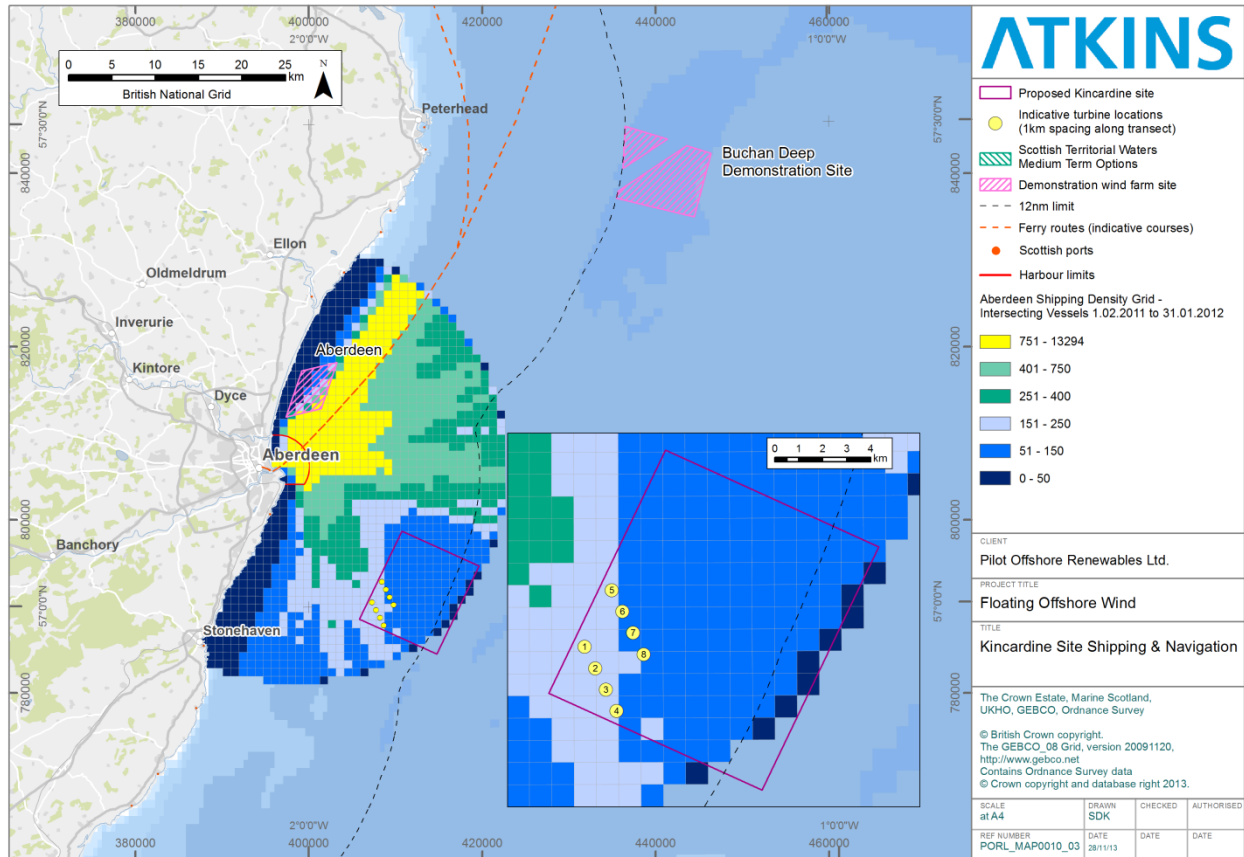 380000
400000
420000
440000
460000
2°0'0"W
1°0'0"W
0 5 10 15 20 25
km
British National Grid
N
Peterhead
57°30'0"N
57°30'0"N
840000
840000
Buchan Deep
Demonstration Site
Ellon
Oldmeldrum
Inverurie
820000
820000
Kintore
Aberdeen
Dyce
Aberdeen
800000
800000
Banchory
57°0'0"N
57°0'0"N
Stonehaven
780000
780000
0 1 2 3 4
km
5
6
7
8
1
2
3
4
2°0'0"W
1°0'0"W
380000
400000
420000
440000
460000
ATKINS
Proposed Kincardine site
Indicative turbine locations
(1km spacing along transect)
Scottish Territorial Waters
Medium Term Options
Demonstration wind farm site
12nm limit
Ferry routes (indicative courses)
Scottish ports
Harbour limits
Aberdeen Shipping Density Grid -
Intersecting Vessels 1.02.2011 to 31.01.2012
751 - 13294
401 - 750
251 - 400
151 - 250
51 - 150
0 - 50
CLIENT
Pilot Offshore Renewables Ltd.
PROJECT TITLE
Floating Offshore Wind
TITLE
Kincardine Site Shipping & Navigation
The Crown Estate, Marine Scotland,
UKHO, GEBCO, Ordnance Survey
© British Crown copyright.
The GEBCO_08 Grid, version 20091120,
http://www.gebco.net
Contains Ordnance Survey data
© Crown copyright and database right 2013.
SCALE
at A4
DRAWN
SDK
CHECKED
AUTHORISED
REF NUMBER
PORL_MAP0010_03
DATE
28/11/13
DATE
DATE